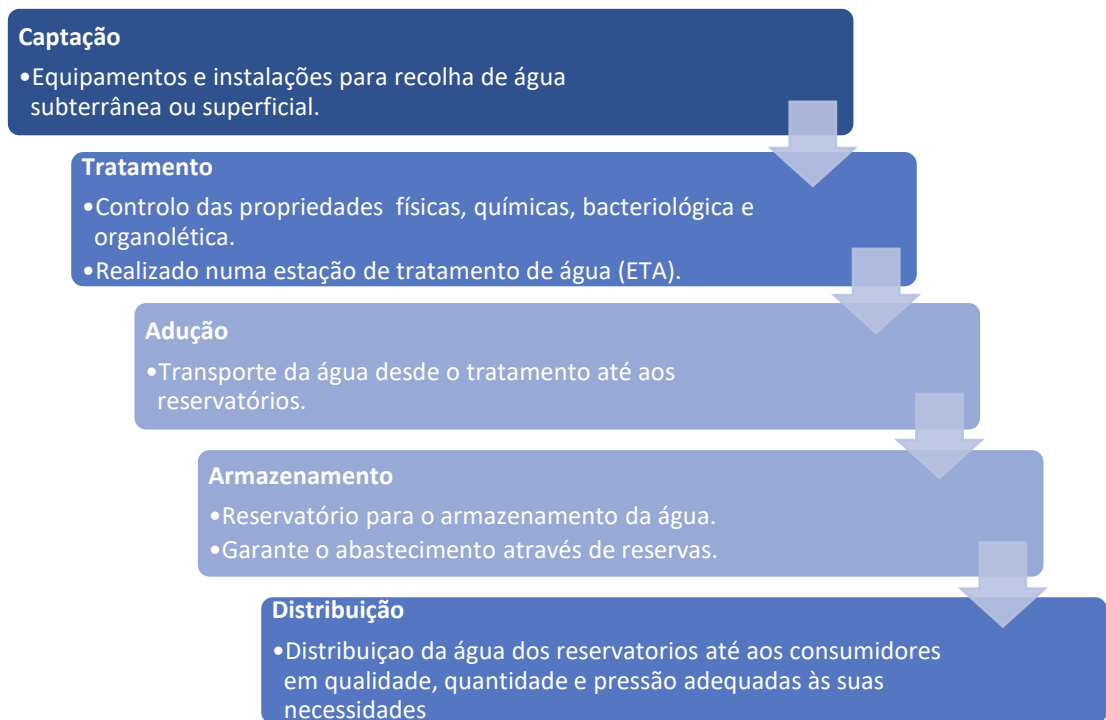 Captação
•Equipamentos e instalações para recolha de água
subterrânea ou superficial.
Tratamento
•Controlo das propriedades  físicas, químicas, bacteriológica e
organolética.
•Realizado numa estação de tratamento de água (ETA).
Adução
•Transporte da água desde o tratamento até aos
reservatórios.
Armazenamento
•Reservatório para o armazenamento da água.
•Garante o abastecimento através de reservas.
Distribuição
•Distribuiçao da água dos reservatorios até aos consumidores
em qualidade, quantidade e pressão adequadas às suas
necessidades